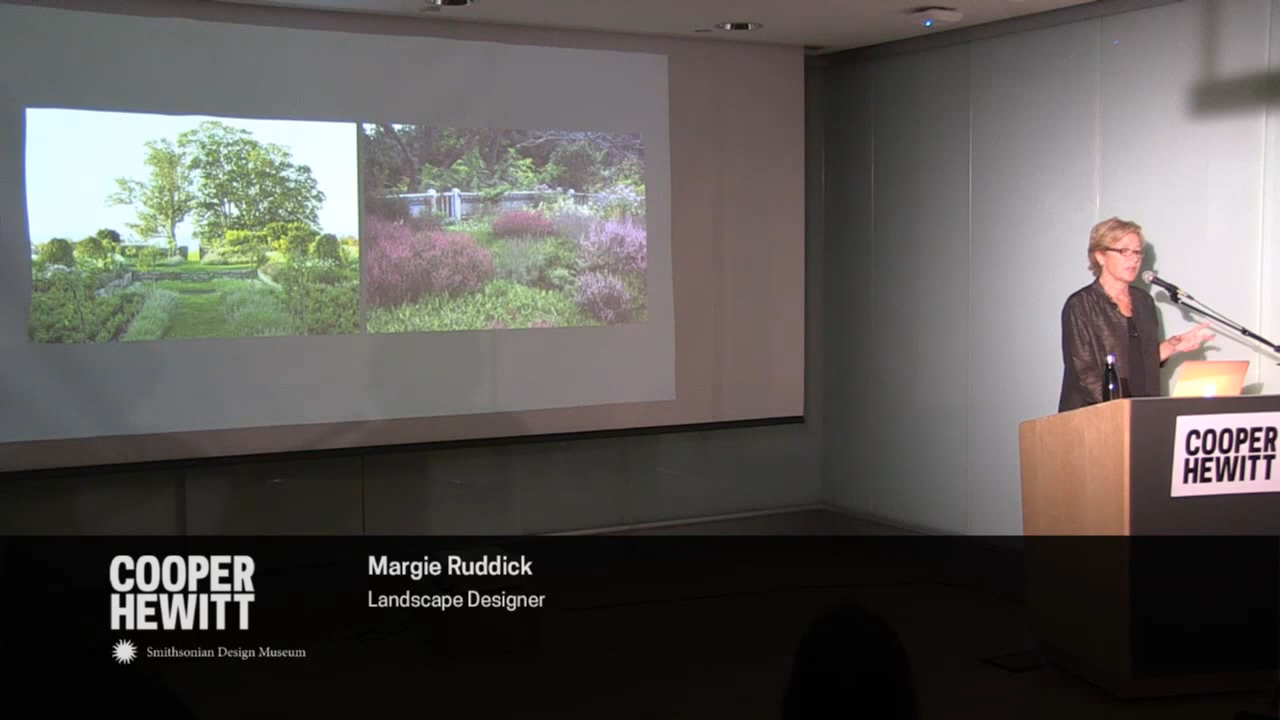 COOPER
HEWITT
COOPER
HEWITT
Smithsonian Design Museum
Margie Ruddick
Landscape Designer